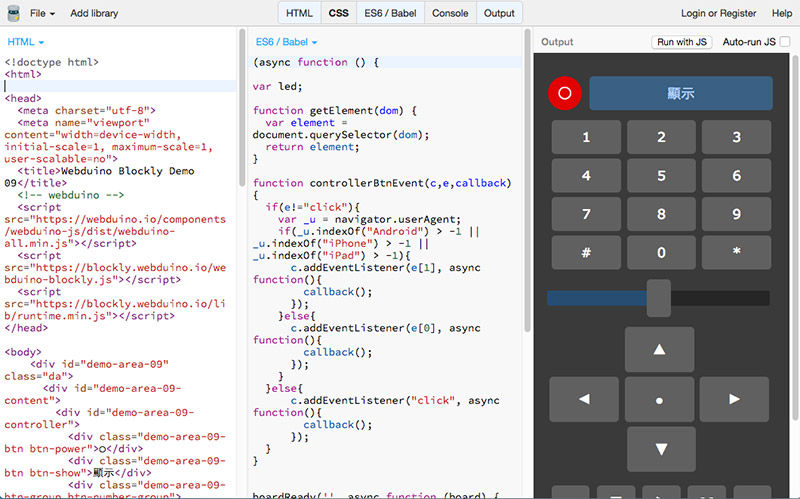 File Add library HTML CSS ES6 / Babel Console Output Login or Register Help
HTML
<!doctype html>
<html>
<head>
<meta charset="utf-8">
<meta name="viewport"
content="width=device-width,
initial-scale=1, maximum-scale=1,
user-scalable=no">
<title>Webduino Blockly Demo
09</title>
<!-- webduino -->
<script
src="https://webduino.io/components
/webduino-js/dist/webduino-
all.min.js"></script>
<script
src="https://blockly.webduino.io/we
bduino-blockly.js"></script>
<script
src="https://blockly.webduino.io/li
b/runtime.min.js"></script>
</head>
<body>
<div id="demo-area-09"
class="da">
<div id="demo-area-09-
content">
<div id="demo-area-09-
controller">
<div class="demo-area-09-
btn btn-power">○</div>
<div class="demo-area-09-
btn btn-show">顯示</div>
<div class="demo-area-09-
btn-group btn-number-group">
ES6 / Babel
(async function () {
var led;
function getElement(dom) {
var element =
document.querySelector(dom);
return element;
}
function controllerBtnEvent(c,e,callback)
{
if(e!="click"){
var _u = navigator.userAgent;
if(_u.indexOf("Android") > -1 ||
_u.indexOf("iPhone") > -1 ||
_u.indexOf("iPad") > -1){
c.addEventListener(e[1], async
function(){
callback();
});
}else{
c.addEventListener(e[0], async
function(){
callback();
});
}
}else{
c.addEventListener("click", async
function(){
callback();
});
}
}
boardReady('', async function (board) {
Output Run with JS Auto-run JS
顯示
1 2 3
4 5 6
7 8 9
# 0 *